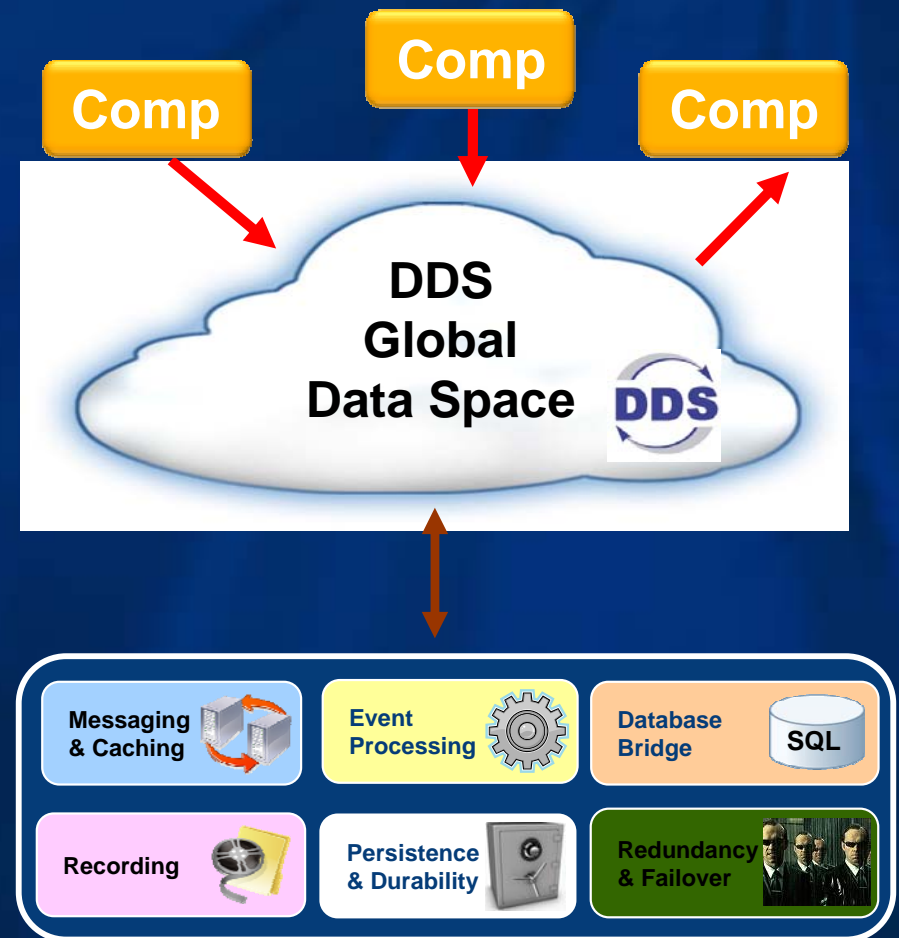 Comp
Comp
Comp
DDS
Global
Data Space
DDS
Messaging
& Caching
Event
Processing
Database
Bridge
SQL
Recording
Persistence
& Durability
Redundancy
& Failover